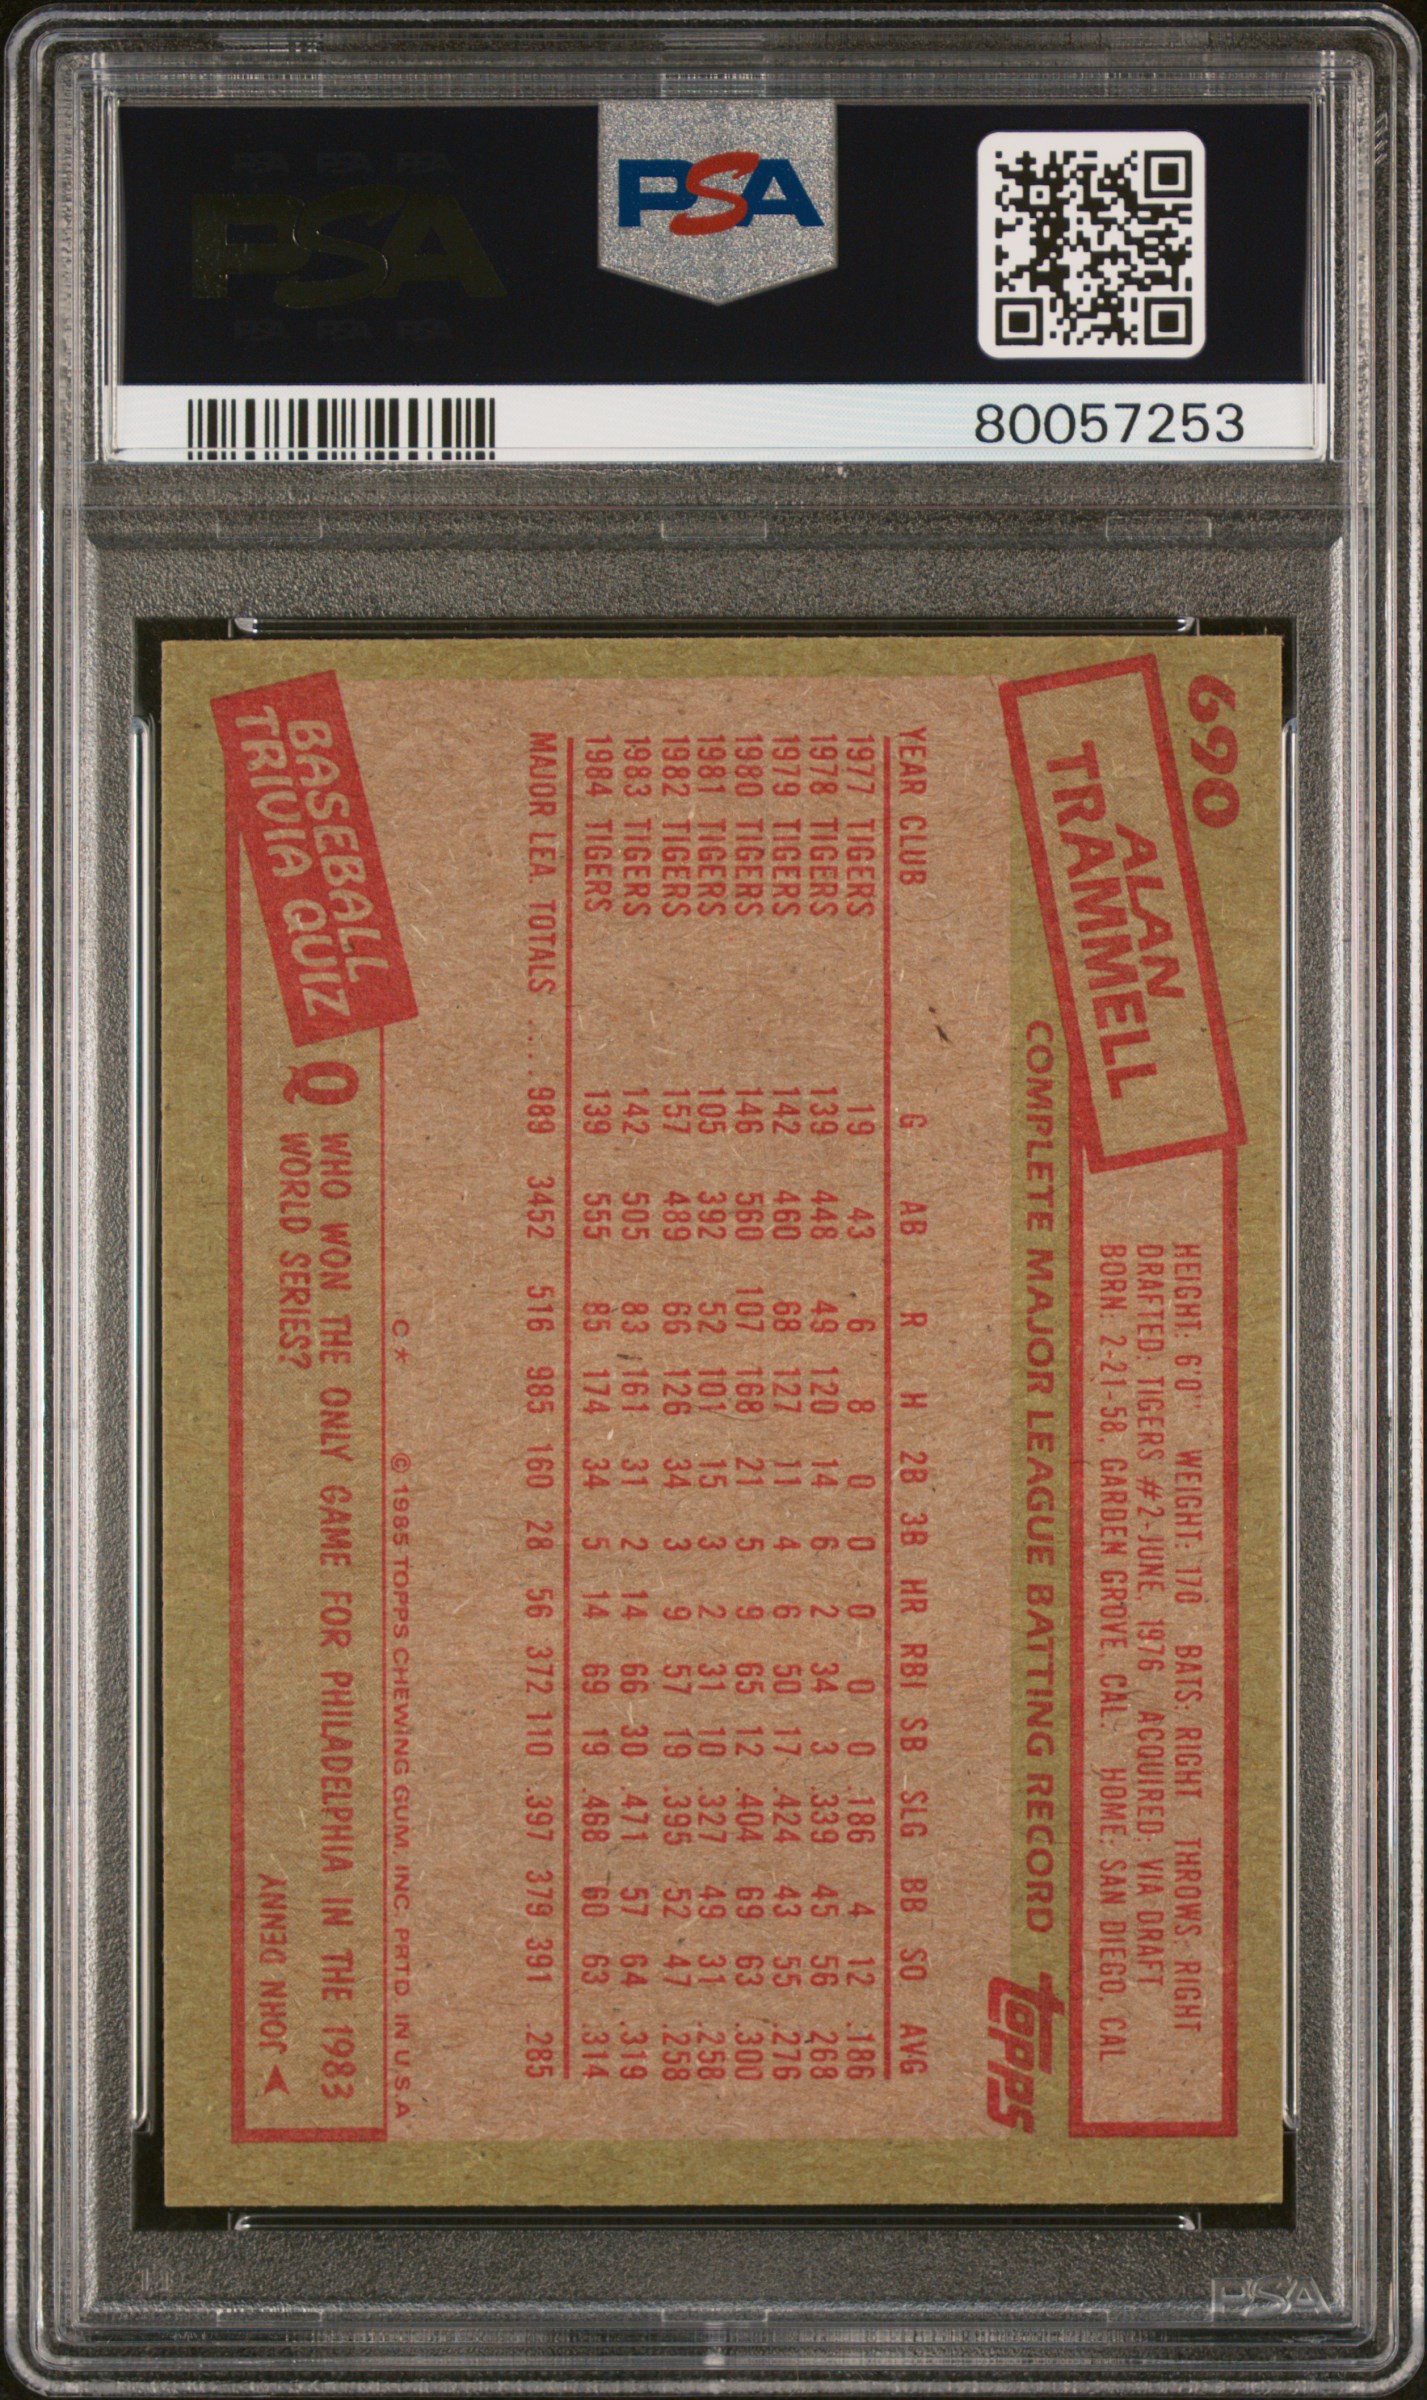 PSA
PSA
80057253
690
ALAN
TRAMMELL
HEIGHT: 6'0" WEIGHT: 170 BATS: RIGHT THROWS: RIGHT
DRAFTED: TIGERS #2-JUNE, 1976 ACQUIRED: VIA DRAFT
BORN: 2-21-58, GARDEN GROVE, CAL. HOME: SAN DIEGO, CAL
COMPLETE MAJOR LEAGUE BATTING RECORD
topps
YEAR CLUB G AB R H 2B 3B HR RBI SB SLG BB SO AVG
1977 TIGERS 19 43 6 8 0 0 0 0 0 .186 4 12 .186
1978 TIGERS 139 448 49 120 14 6 2 34 3 .339 45 56 .268
1979 TIGERS 142 460 68 127 11 4 6 50 17 .424 43 55 .276
1980 TIGERS 146 560 107 168 21 5 9 65 12 .404 69 63 .300
1981 TIGERS 105 392 52 101 15 3 2 31 10 .327 49 31 .258
1982 TIGERS 157 489 66 126 34 3 9 57 19 .395 52 47 .258
1983 TIGERS 142 505 83 161 31 2 14 66 30 .471 57 64 .319
1984 TIGERS 139 555 85 174 34 5 14 69 19 .468 60 63 .314
MAJOR LEA. TOTALS .... 989 3452 516 985 160 28 56 372 110 .397 379 391 .285
C* © 1985 TOPPS CHEWING GUM, INC. PRTD. IN U.S.A.
BASEBALL
TRIVIA QUIZ
Q WHO WON THE ONLY GAME FOR PHILADELPHIA IN THE 1983
WORLD SERIES?
JOHN DENNY
PSA